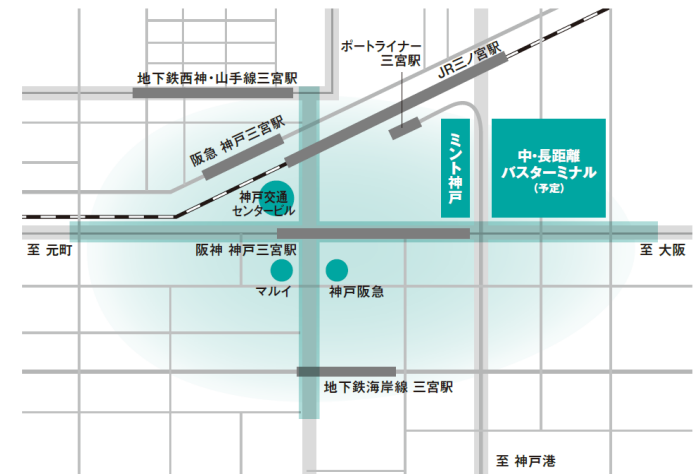 ポートライナー
三宮駅
JR三ノ宮駅
地下鉄西神・山手線三宮駅
阪急 神戸三宮駅
ミント神戸
中・長距離
バスターミナル
(予定)
神戸交通
センタービル
至 元町
阪神 神戸三宮駅
至 大阪
マルイ
神戸阪急
地下鉄海岸線 三宮駅
至 神戸港